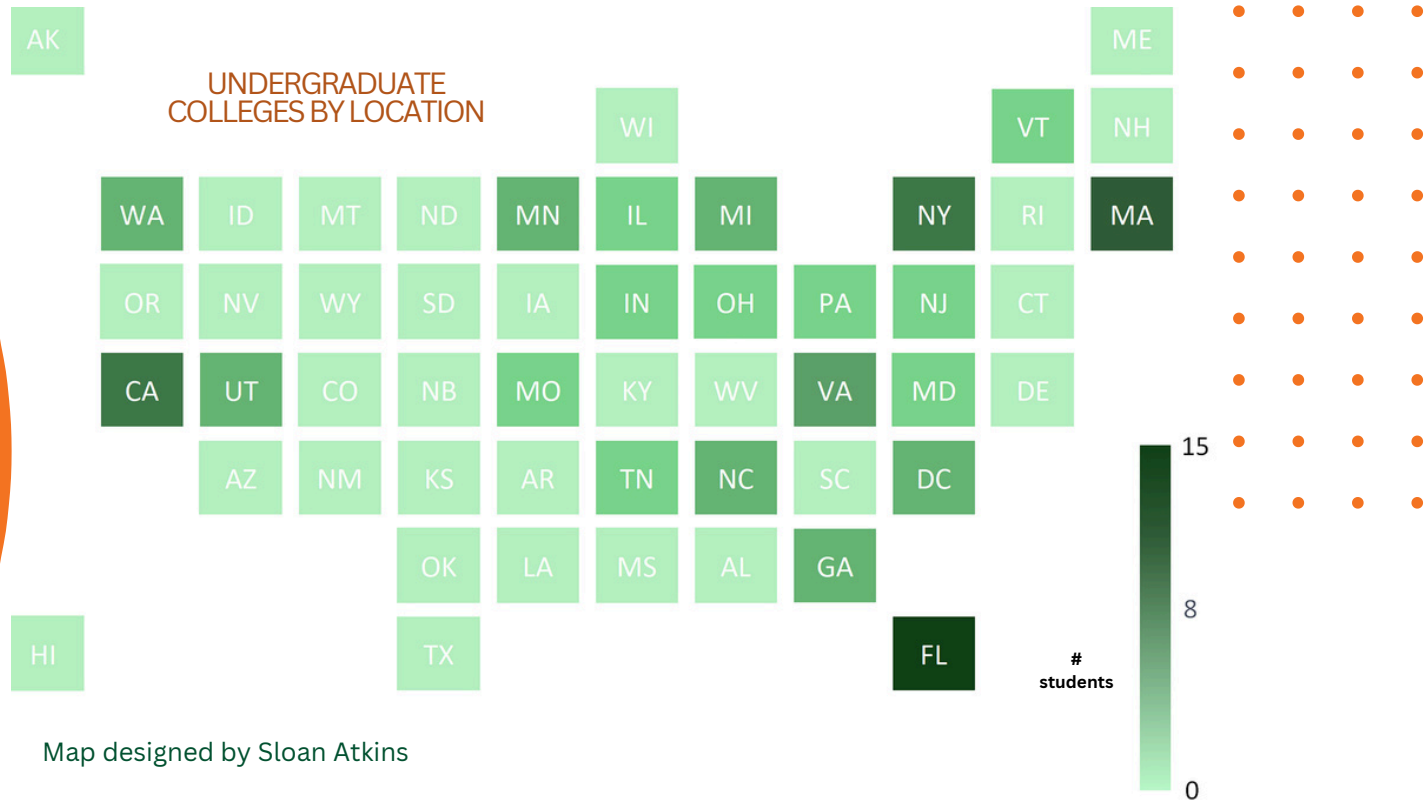 AK
ME
UNDERGRADUATE
COLLEGES BY LOCATION
WI
VT
NH
WA
ID
MT
ND
MN
IL
MI
NY
RI
MA
OR
NV
WY
SD
IA
IN
OH
PA
NJ
CT
CA
UT
CO
NB
MO
KY
WV
VA
MD
DE
AZ
NM
KS
AR
TN
NC
SC
DC
15
OK
LA
MS
AL
GA
8
HI
TX
FL
#
students
Map designed by Sloan Atkins
0